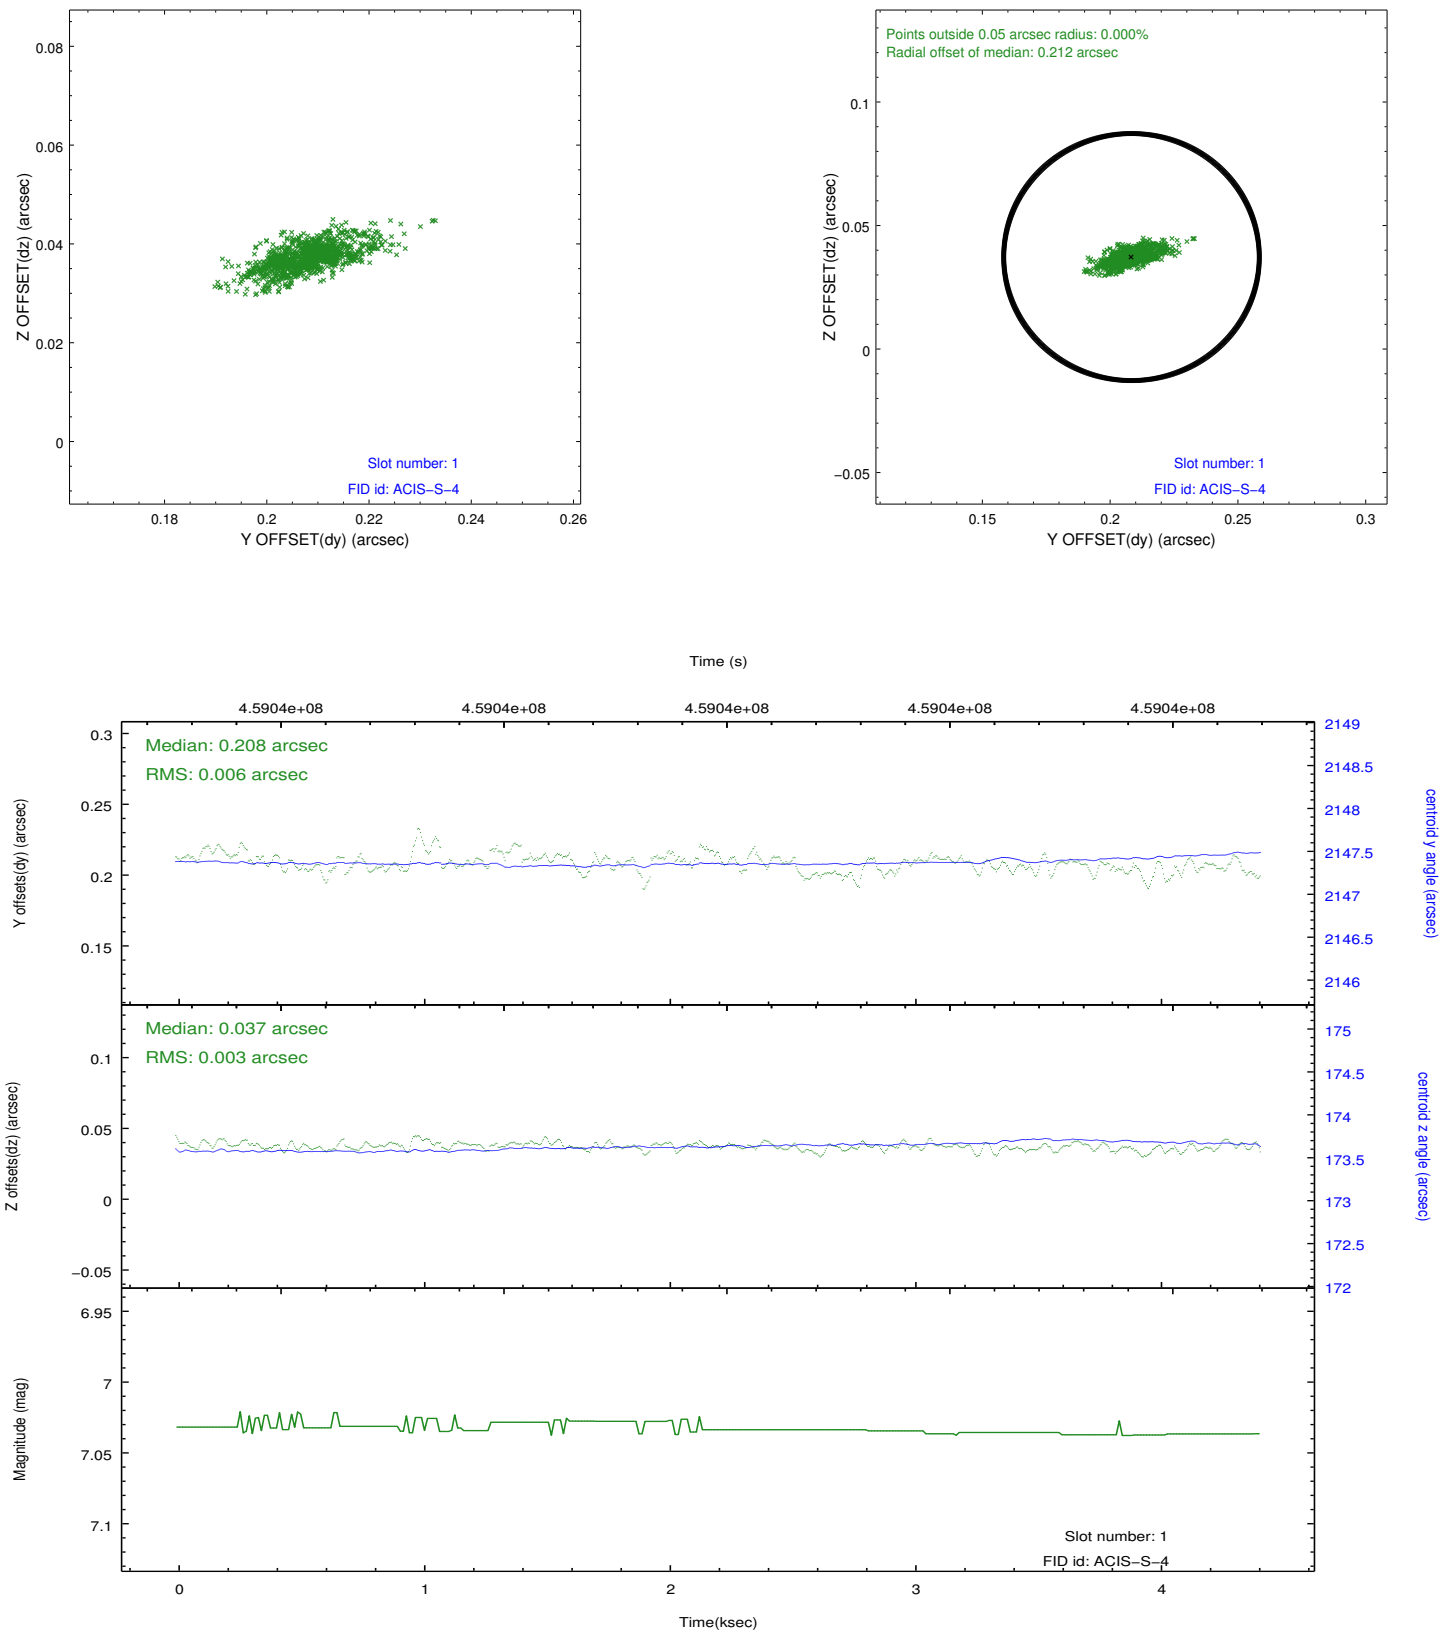 0.08
0.06
0.04
0.02
0
Z OFFSET(dz) (arcsec)
Slot number: 1
FID id: ACIS−S−4
0.18 0.2 0.22 0.24 0.26
Y OFFSET(dy) (arcsec)
Points outside 0.05 arcsec radius: 0.000%
Radial offset of median: 0.212 arcsec
0.1
0.05
0
−0.05
Z OFFSET(dz) (arcsec)
Slot number: 1
FID id: ACIS−S−4
0.15 0.2 0.25 0.3
Y OFFSET(dy) (arcsec)
Time (s)
4.5904e+08 4.5904e+08 4.5904e+08 4.5904e+08 4.5904e+08
Median: 0.208 arcsec
RMS: 0.006 arcsec
0.3
0.25
0.2
0.15
Y offsets(dy) (arcsec)
2149
2148.5
2148
2147.5
2147
2146.5
2146
centroid y angle (arcsec)
Median: 0.037 arcsec
RMS: 0.003 arcsec
0.1
0.05
0
−0.05
Z offsets(dz) (arcsec)
175
174.5
174
173.5
173
172.5
172
centroid z angle (arcsec)
6.95
7
7.05
7.1
Magnitude (mag)
Slot number: 1
FID id: ACIS−S−4
0 1 2 3 4
Time(ksec)